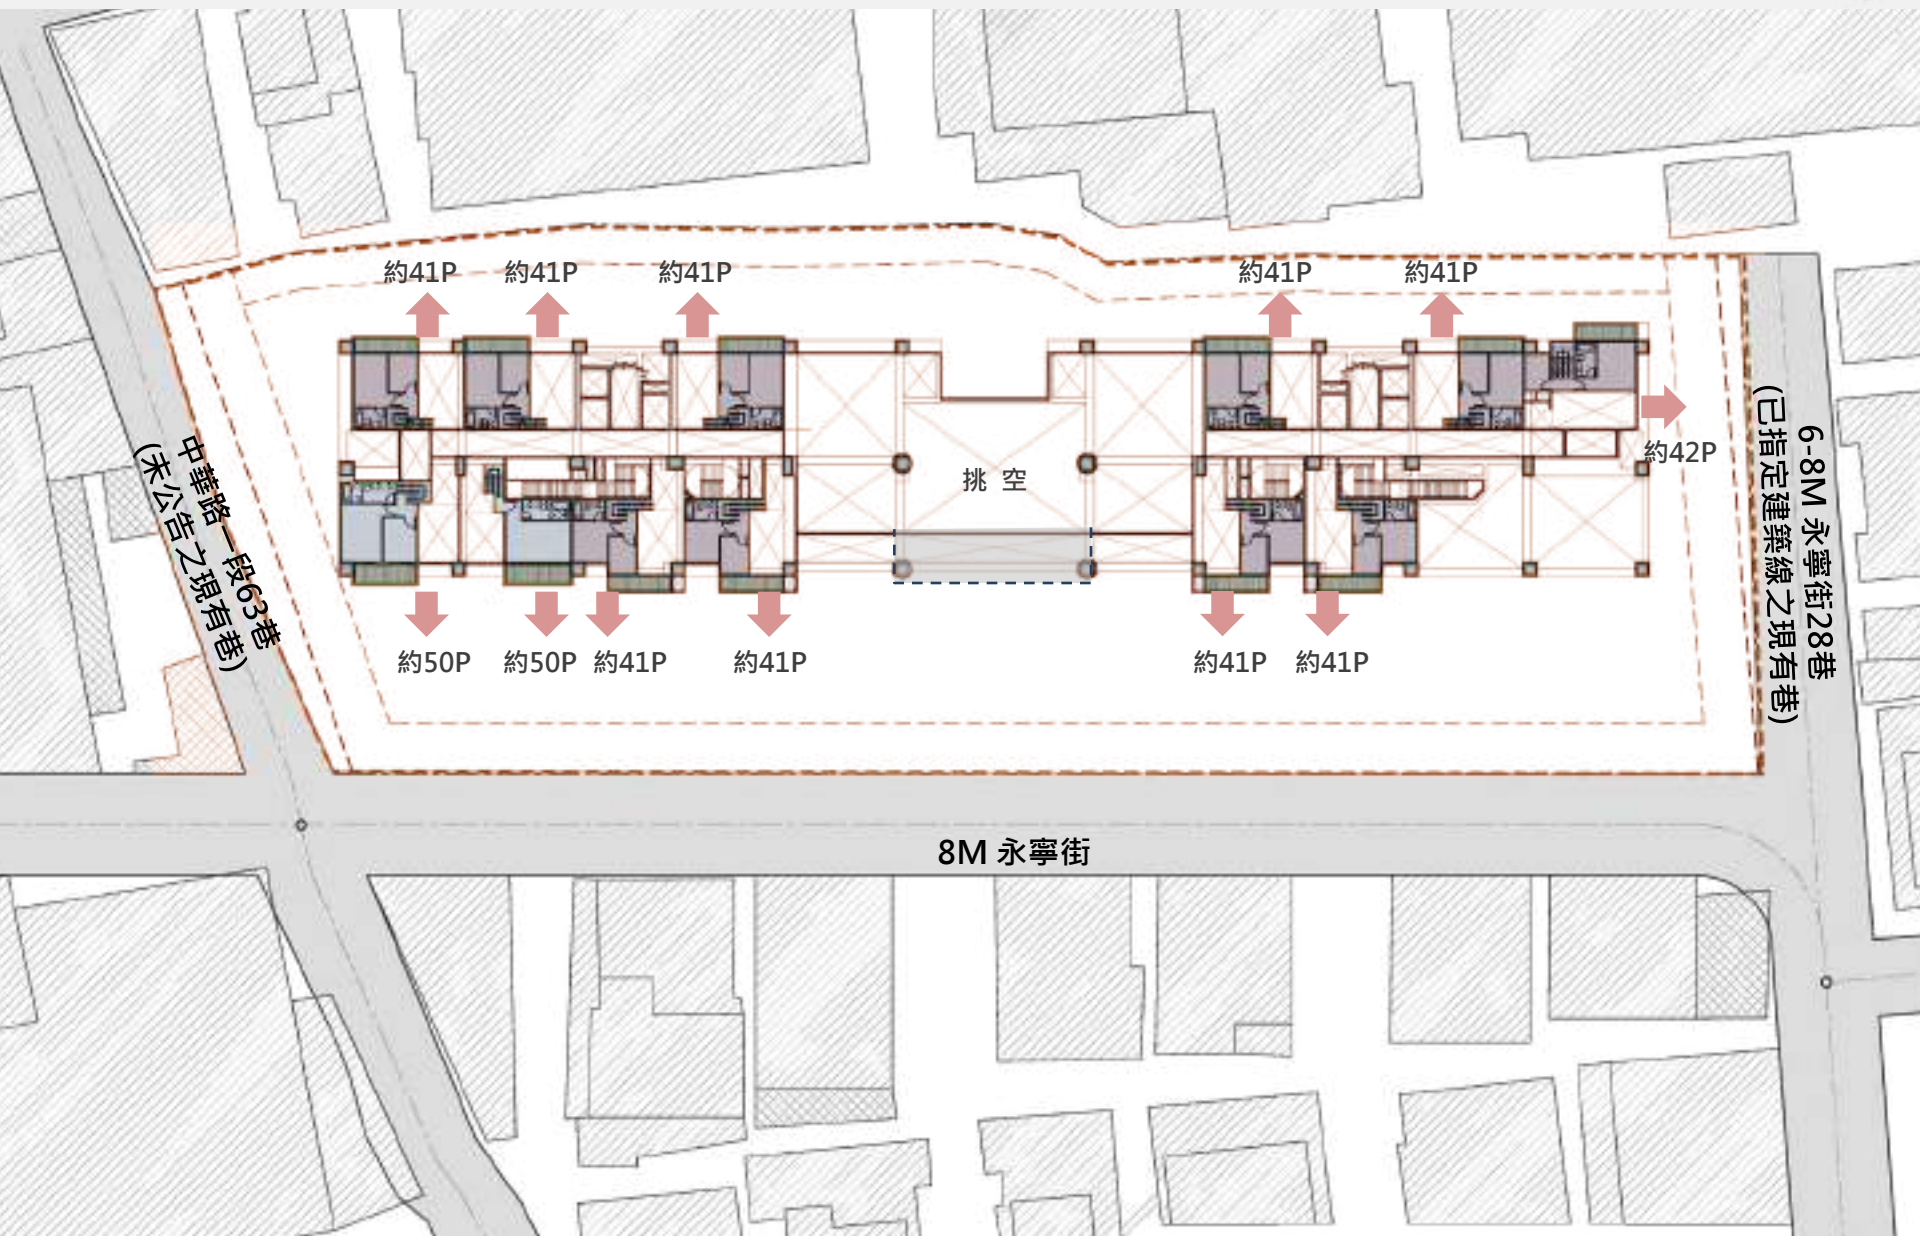 約41P
約41P
約41P
約41P
約41P
約42P
挑空
中華路一段63巷
(未公告之現有巷)
6-8M 永寧街28巷
(已指定建築線之現有巷)
約50P
約50P
約41P
約41P
約41P
約41P
8M 永寧街